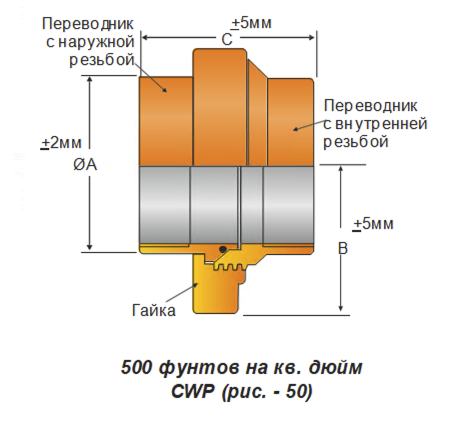 Переводник
с наружной
резьбой
±5мм
C
Переводник
с внутренней
резьбой
±2мм
ØA
±5мм
B
Гайка
500 фунтов на кв. дюйм
CWP (рис. - 50)